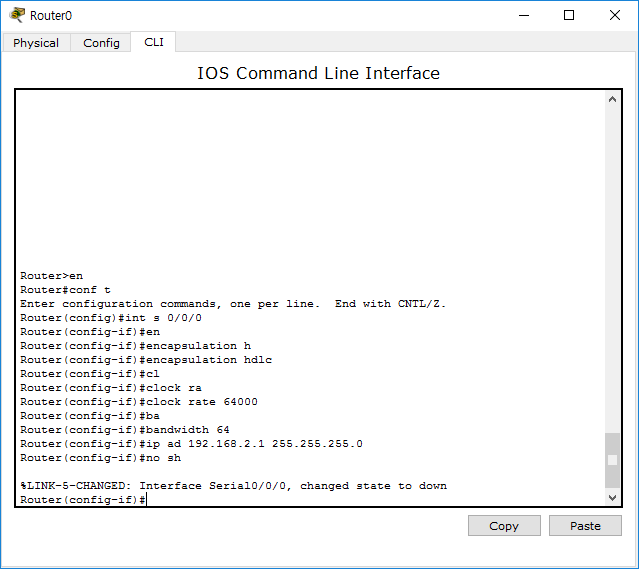 Router0
Physical Config CLI
IOS Command Line Interface
Router>en
Router#conf t
Enter configuration commands, one per line.  End with CNTL/Z.
Router(config)#int s 0/0/0
Router(config-if)#en
Router(config-if)#encapsulation h
Router(config-if)#encapsulation hdlc
Router(config-if)#cl
Router(config-if)#clock ra
Router(config-if)#clock rate 64000
Router(config-if)#ba
Router(config-if)#bandwidth 64
Router(config-if)#ip ad 192.168.2.1 255.255.255.0
Router(config-if)#no sh
%LINK-5-CHANGED: Interface Serial0/0/0, changed state to down
Router(config-if)#
Copy Paste